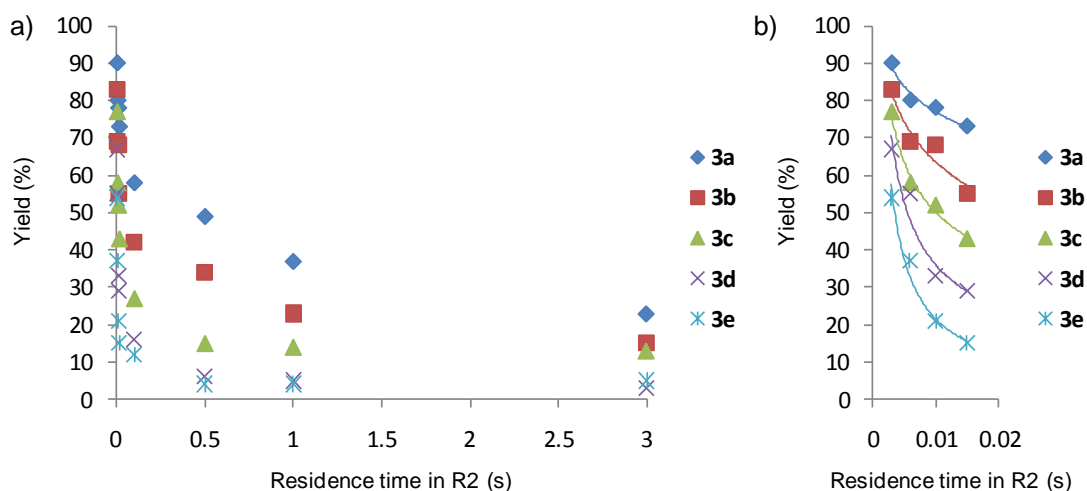 a)
Yield (%)
100
90
80
70
60
50
40
30
20
10
0
0 0.5 1 1.5 2 2.5 3
Residence time in R2 (s)
3a
3b
3c
3d
3e
b)
Yield (%)
100
90
80
70
60
50
40
30
20
10
0
0 0.01 0.02
Residence time in R2 (s)
3a
3b
3c
3d
3e